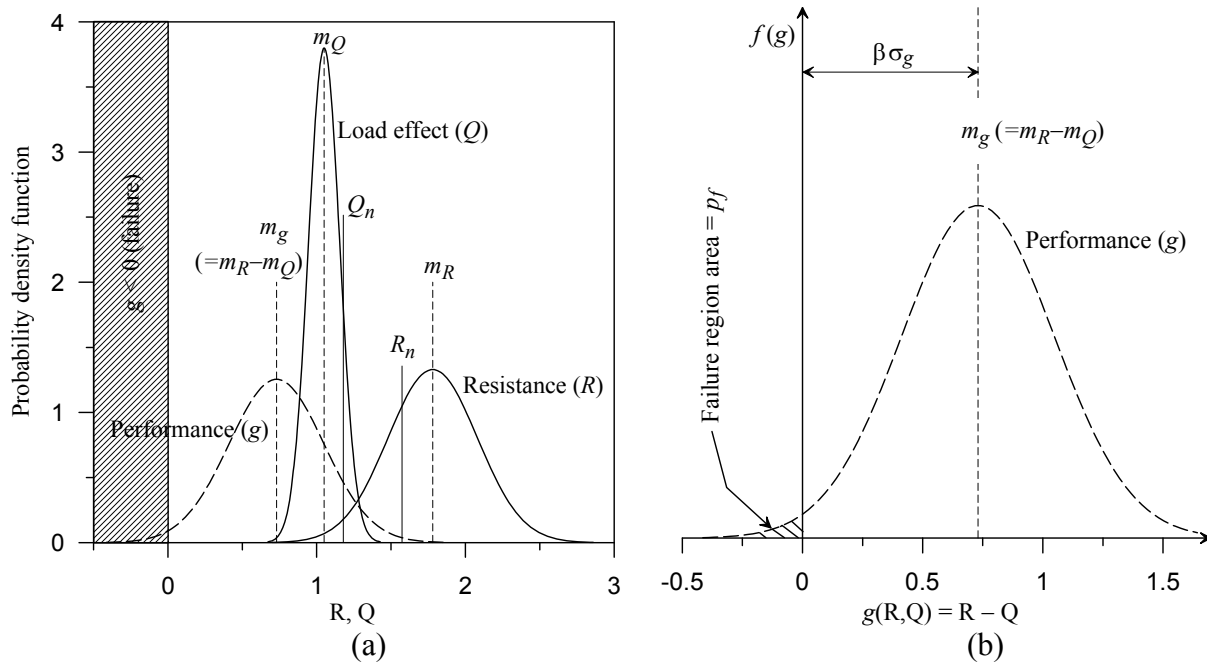 4
3
2
1
0
Probability density function
g < 0 (failure)
m_Q
Load effect (Q)
Q_n
m_g
(=m_R−m_Q)
m_R
R_n
Resistance (R)
Performance (g)
0
1
2
3
R, Q
(a)
f(g)
βσ_g
m_g (=m_R−m_Q)
Performance (g)
Failure region area = p_f
-0.5
0
0.5
1
1.5
g(R,Q) = R − Q
(b)